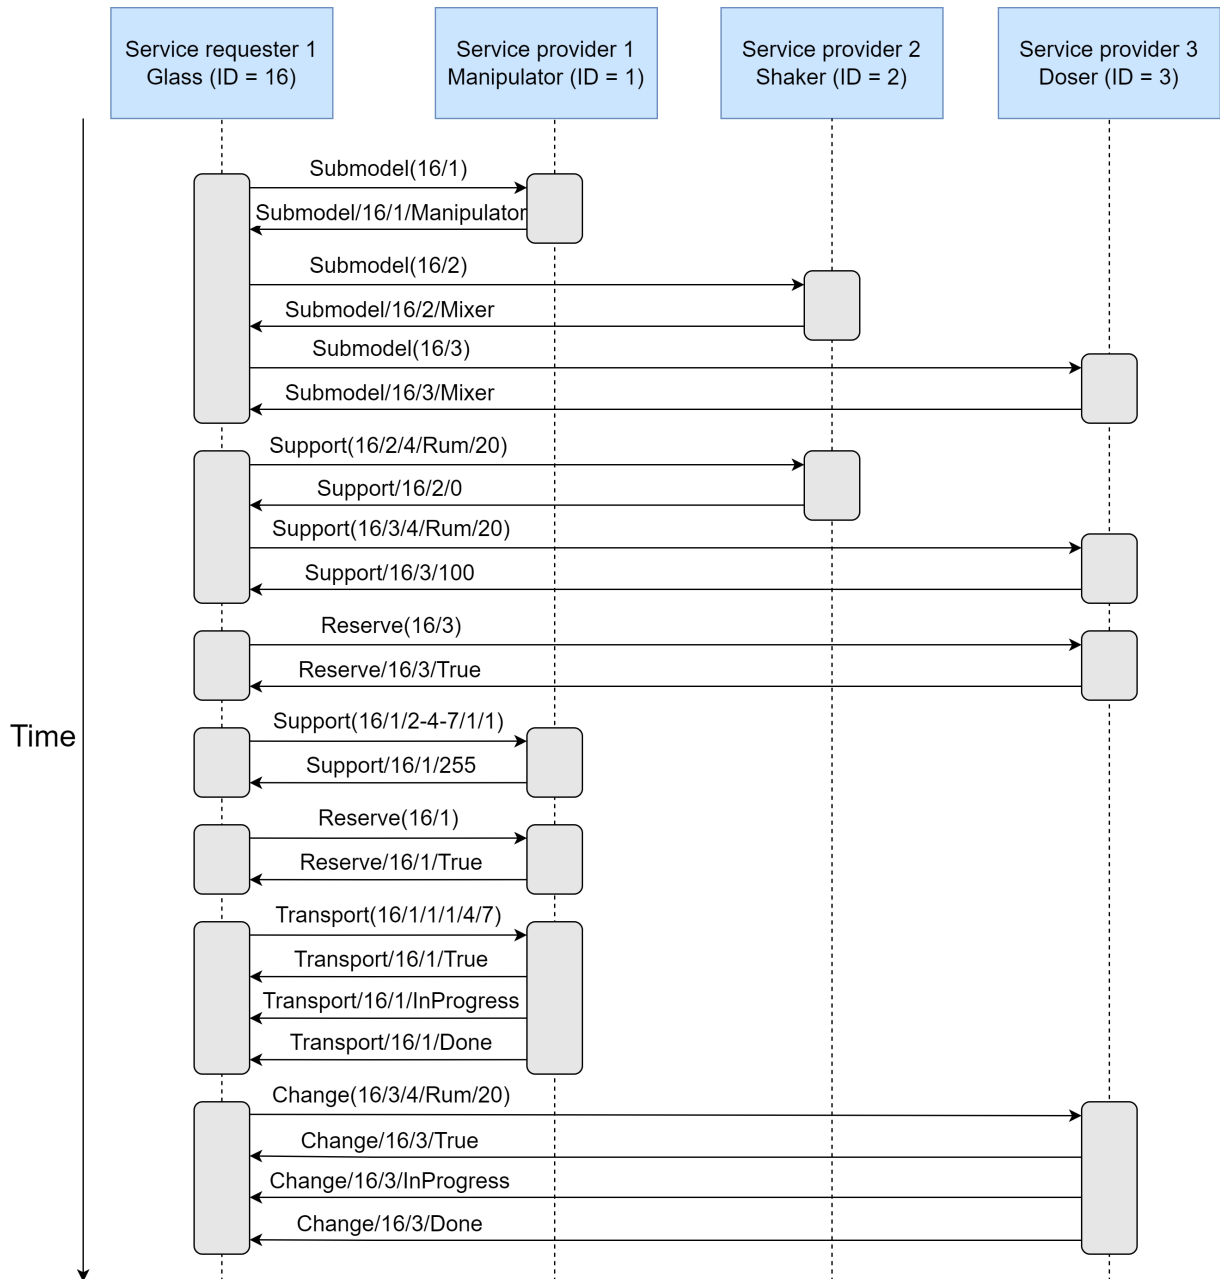 Service requester 1
Glass (ID = 16)
Service provider 1
Manipulator (ID = 1)
Service provider 2
Shaker (ID = 2)
Service provider 3
Doser (ID = 3)
Submodel(16/1)
Submodel/16/1/Manipulator
Submodel(16/2)
Submodel/16/2/Mixer
Submodel(16/3)
Submodel/16/3/Mixer
Support(16/2/4/Rum/20)
Support/16/2/0
Support(16/3/4/Rum/20)
Support/16/3/100
Reserve(16/3)
Reserve/16/3/True
Time
Support(16/1/2-4-7/1/1)
Support/16/1/255
Reserve(16/1)
Reserve/16/1/True
Transport(16/1/1/1/4/7)
Transport/16/1/True
Transport/16/1/InProgress
Transport/16/1/Done
Change(16/3/4/Rum/20)
Change/16/3/True
Change/16/3/InProgress
Change/16/3/Done